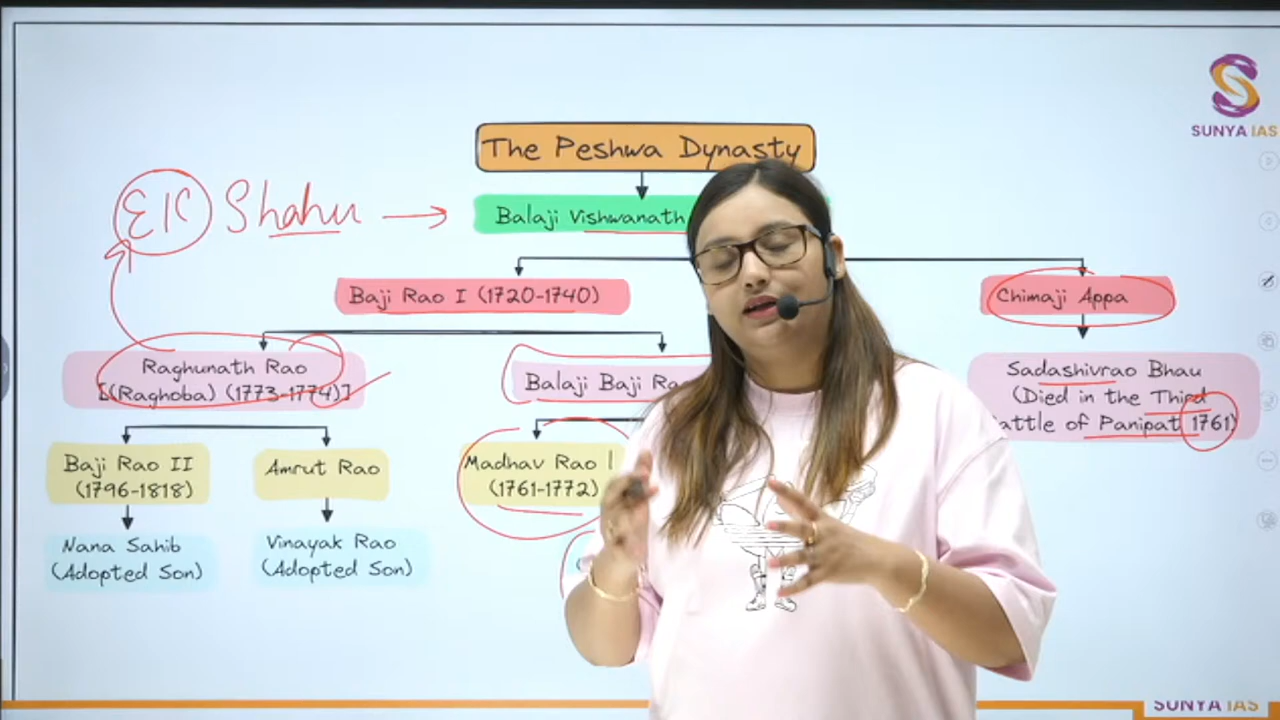 SUNYA IAS
The Peshwa Dynasty
Shahu
Balaji Vishwanath
Baji Rao I (1720-1740)
Chimaji Appa
Raghunath Rao
[(Raghoba) (1773-1774)]
Balaji Baji
Sadashivrao Bhau
(Died in the Third
of Panipat 1761)
Baji Rao II
(1796-1818)
Amrut Rao
Madhav Rao I
(1761-1772)
Nana Sahib
(Adopted Son)
Vinayak Rao
(Adopted Son)
SUNYA IAS